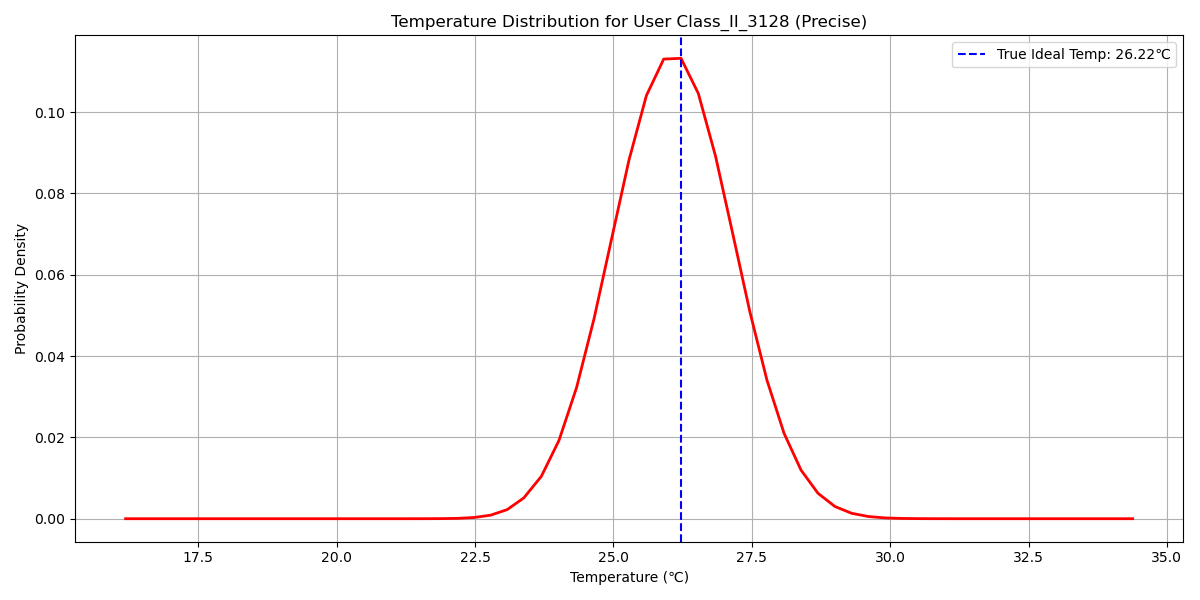 Temperature Distribution for User Class_II_3128 (Precise)
True Ideal Temp: 26.22℃
Probability Density
0.10
0.08
0.06
0.04
0.02
0.00
17.5 20.0 22.5 25.0 27.5 30.0 32.5 35.0
Temperature (℃)